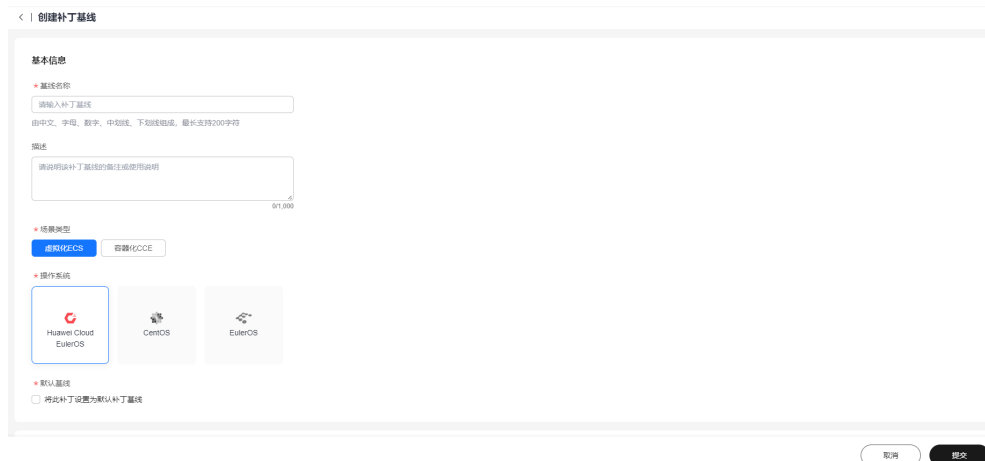 < | 创建补丁基线
基本信息
* 基线名称
请输入补丁基线
由中文、字母、数字、中划线、下划线组成，最长支持200字符
描述
请说明该补丁基线的备注或使用说明
0/1,000
* 场景类型
虚拟化ECS 容器化CCE
* 操作系统
Huawei Cloud EulerOS
CentOS
EulerOS
* 默认基线
将此补丁设置为默认补丁基线
取消 提交